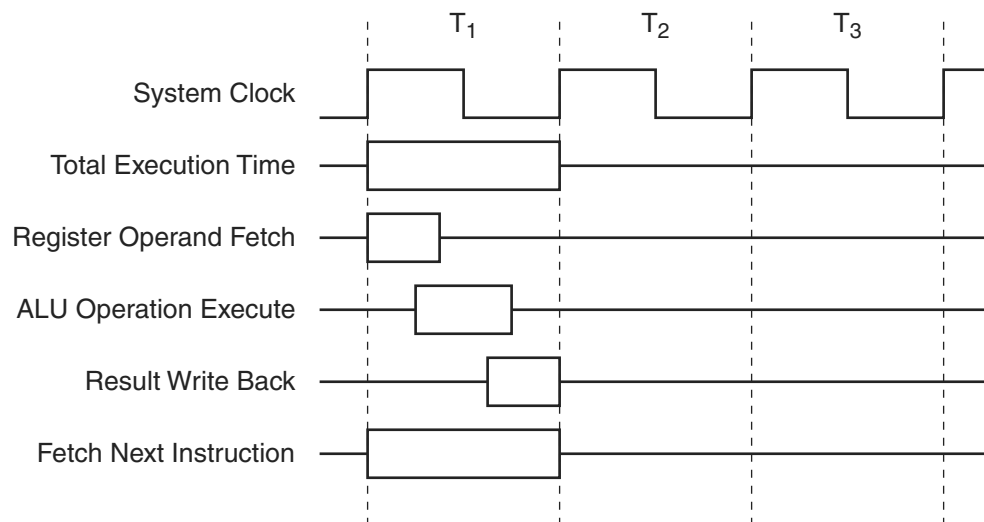 T1 T2 T3
System Clock
Total Execution Time
Register Operand Fetch
ALU Operation Execute
Result Write Back
Fetch Next Instruction